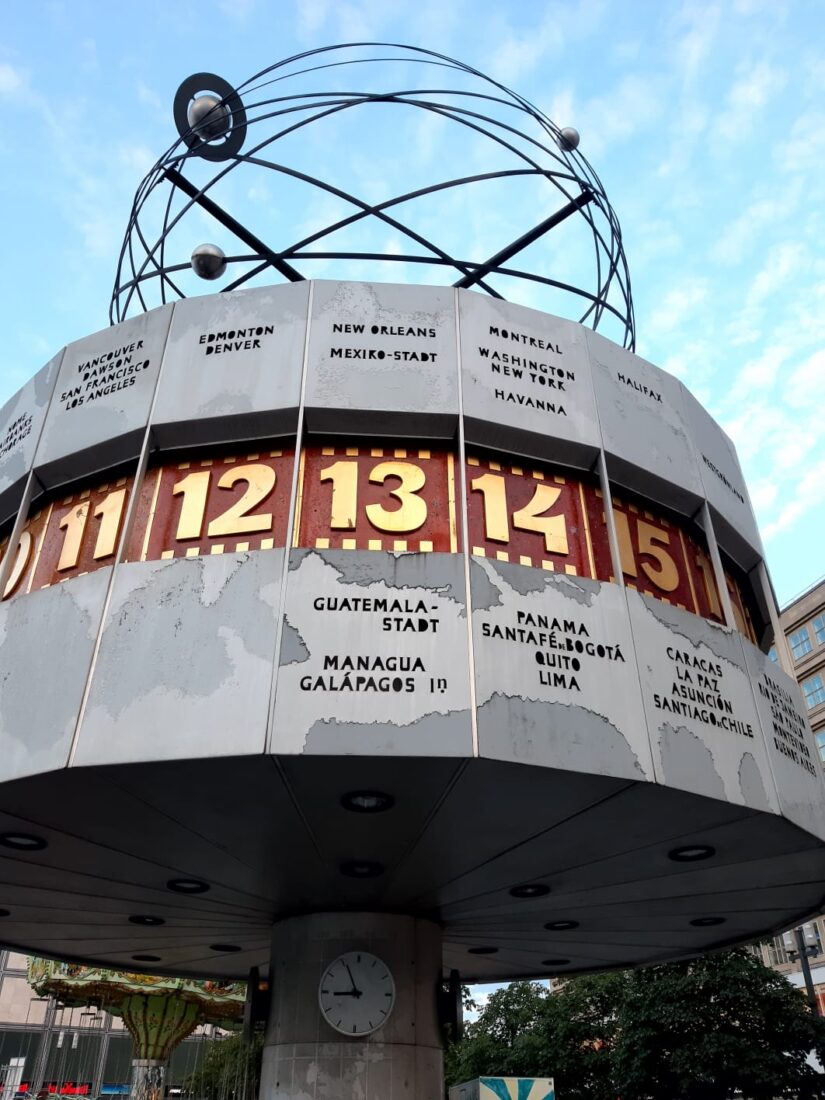 VANCOUVER
DAWSON
SAN FRANCISCO
LOS ANGELES
EDMONTON
DENVER
NEW ORLEANS
MEXIKO-STADT
MONTREAL
WASHINGTON
NEW YORK
HAVANNA
HALIFAX
11
12
13
14
15
GUATEMALA-
STADT
MANAGUA
GALÁPAGOS In
PANAMA
SANTAFÉ DE BOGOTÁ
QUITO
LIMA
CARACAS
LA PAZ
ASUNCIÓN
SANTIAGO DE CHILE
BUENOS AIRES